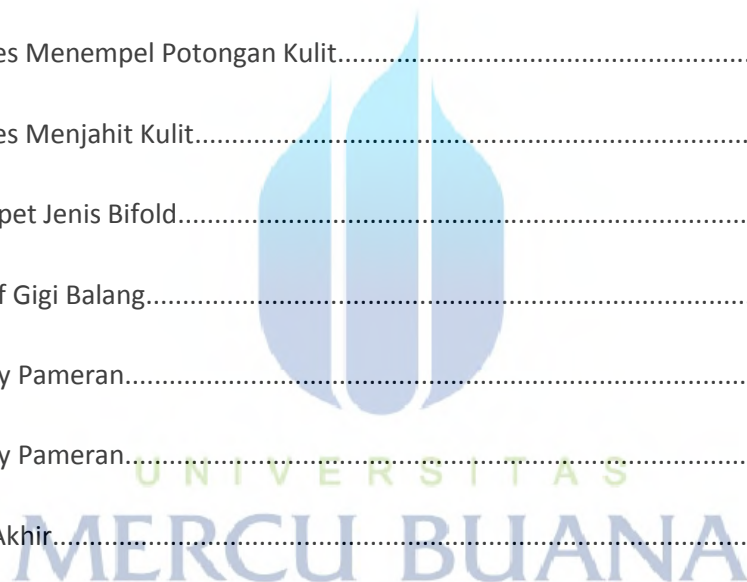 es Menempel Potongan Kulit........................................................................
es Menjahit Kulit........................................................................................
pet Jenis Bifold..........................................................................................
f Gigi Balang..............................................................................................
y Pameran.................................................................................................
y Pameran.................................................................................................
UNIVERSITAS
Akhir........................................................................................................
MERCU BUANA